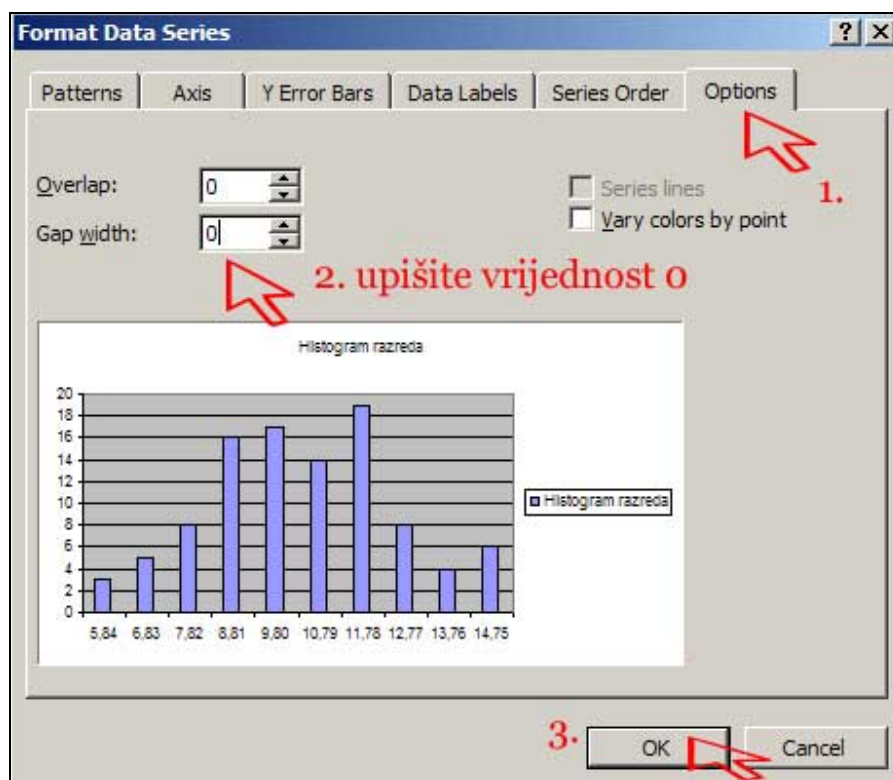 Format Data Series
Patterns Axis Y Error Bars Data Labels Series Order Options
1.
Overlap: 0
Series lines
Gap width: 0
Vary colors by point
2. upišite vrijednost 0
Histogram razreda
20
18
16
14
12
10
8
6
4
2
0
5,84 6,83 7,82 8,81 9,80 10,79 11,78 12,77 13,76 14,75
Histogram razreda
3.
OK Cancel